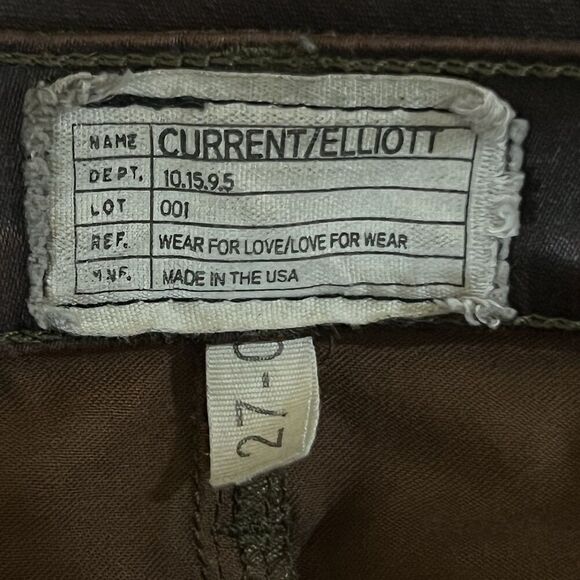 NAME CURRENT/ELLIOTT
DEPT. 10.15.9.5
LOT 001
REF. WEAR FOR LOVE/LOVE FOR WEAR
MNF. MADE IN THE USA
27-0